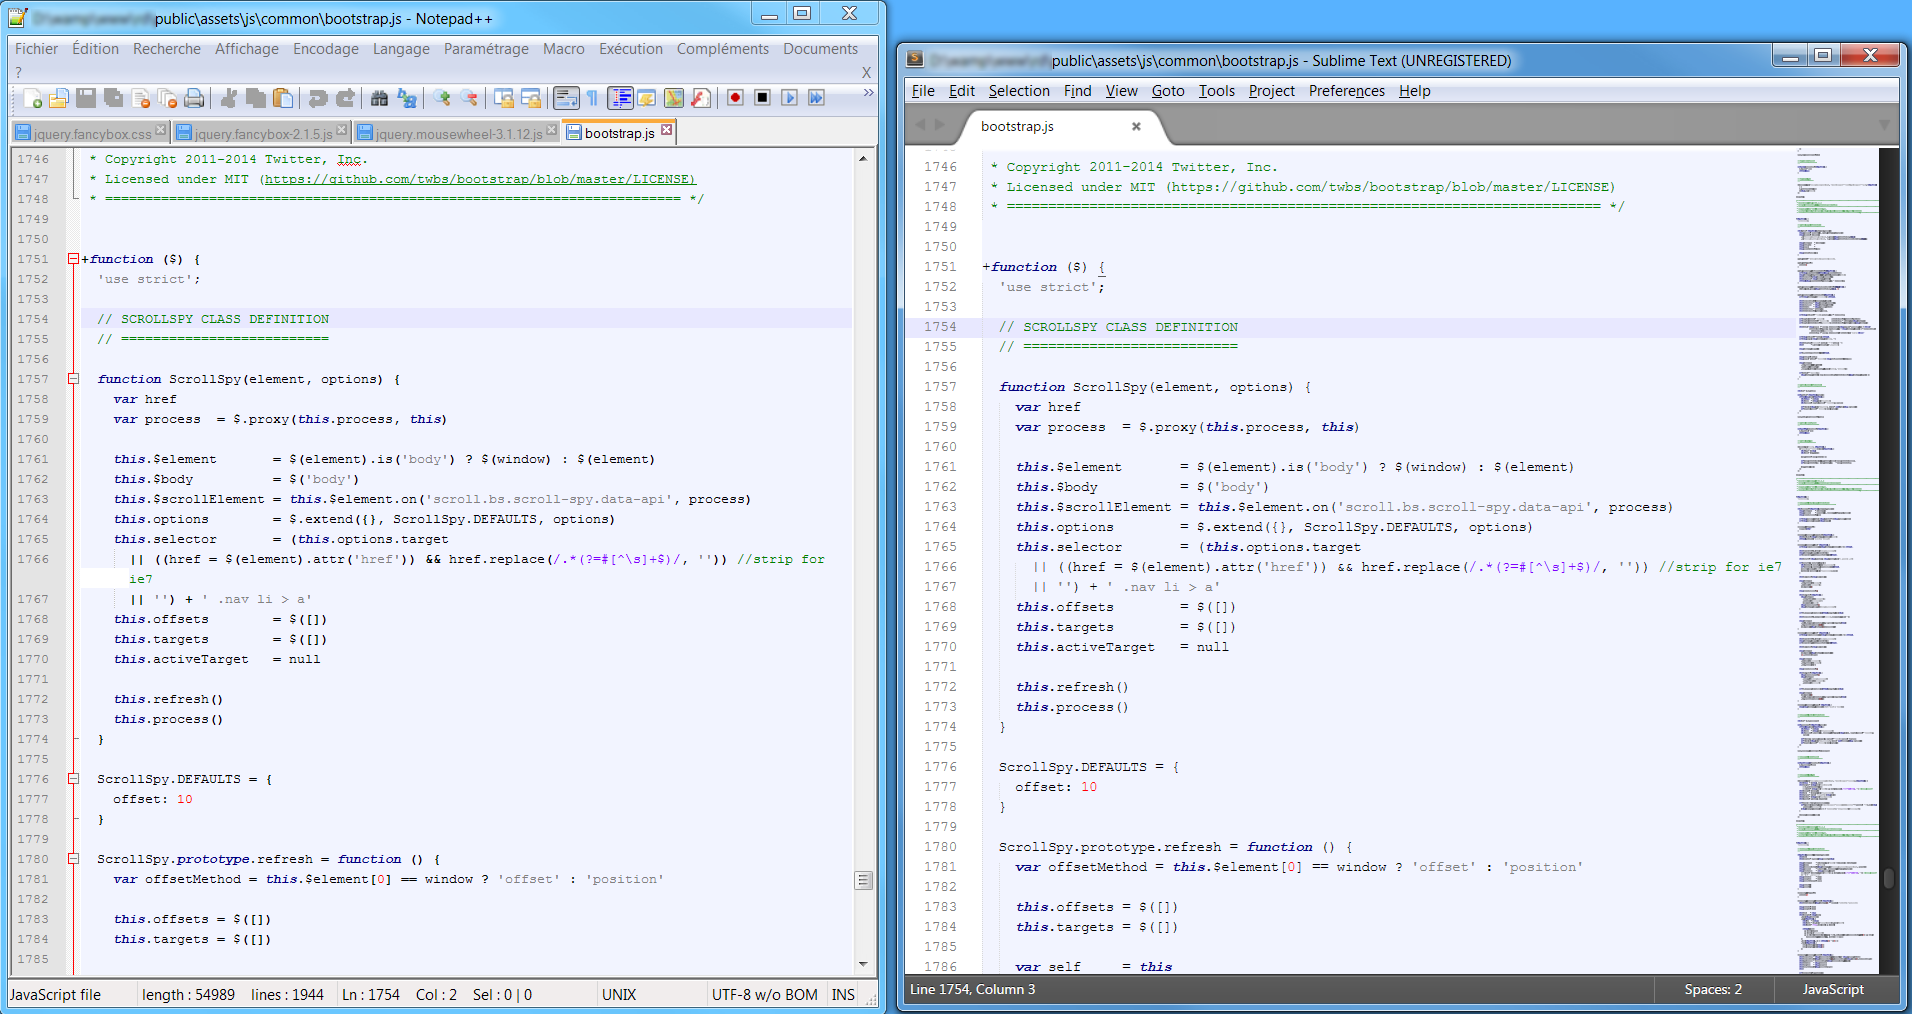 public\assets\js\common\bootstrap.js - Notepad++
Fichier Édition Recherche Affichage Encodage Langage Paramétrage Macro Exécution Compléments Documents
? X
jquery.fancybox.css jquery.fancybox-2.1.5.js jquery.mousewheel-3.1.12.js bootstrap.js
1746 * Copyright 2011-2014 Twitter, Inc.
1747 * Licensed under MIT (https://github.com/twbs/bootstrap/blob/master/LICENSE)
1748 * ======================================================================== */
1749
1750
1751 +function ($) {
1752 'use strict';
1753
1754 // SCROLLSPY CLASS DEFINITION
1755 // ==========================
1756
1757 function ScrollSpy(element, options) {
1758 var href
1759 var process  = $.proxy(this.process, this)
1760
1761 this.$element       = $(element).is('body') ? $(window) : $(element)
1762 this.$body          = $('body')
1763 this.$scrollElement = this.$element.on('scroll.bs.scroll-spy.data-api', process)
1764 this.options        = $.extend({}, ScrollSpy.DEFAULTS, options)
1765 this.selector       = (this.options.target
1766 || ((href = $(element).attr('href')) && href.replace(/.*(?=#[^\s]+$)/, '')) //strip for
ie7
1767 || '') + ' .nav li > a'
1768 this.offsets        = $([])
1769 this.targets        = $([])
1770 this.activeTarget   = null
1771
1772 this.refresh()
1773 this.process()
1774 }
1775
1776 ScrollSpy.DEFAULTS = {
1777 offset: 10
1778 }
1779
1780 ScrollSpy.prototype.refresh = function () {
1781 var offsetMethod = this.$element[0] == window ? 'offset' : 'position'
1782
1783 this.offsets = $([])
1784 this.targets = $([])
1785
JavaScript file length : 54989 lines : 1944 Ln : 1754 Col : 2 Sel : 0 | 0 UNIX UTF-8 w/o BOM INS
public\assets\js\common\bootstrap.js - Sublime Text (UNREGISTERED)
File Edit Selection Find View Goto Tools Project Preferences Help
bootstrap.js
1746 * Copyright 2011-2014 Twitter, Inc.
1747 * Licensed under MIT (https://github.com/twbs/bootstrap/blob/master/LICENSE)
1748 * ======================================================================== */
1749
1750
1751 +function ($) {
1752 'use strict';
1753
1754 // SCROLLSPY CLASS DEFINITION
1755 // ==========================
1756
1757 function ScrollSpy(element, options) {
1758 var href
1759 var process  = $.proxy(this.process, this)
1760
1761 this.$element       = $(element).is('body') ? $(window) : $(element)
1762 this.$body          = $('body')
1763 this.$scrollElement = this.$element.on('scroll.bs.scroll-spy.data-api', process)
1764 this.options        = $.extend({}, ScrollSpy.DEFAULTS, options)
1765 this.selector       = (this.options.target
1766 || ((href = $(element).attr('href')) && href.replace(/.*(?=#[^\s]+$)/, '')) //strip for ie7
1767 || '') + ' .nav li > a'
1768 this.offsets        = $([])
1769 this.targets        = $([])
1770 this.activeTarget   = null
1771
1772 this.refresh()
1773 this.process()
1774 }
1775
1776 ScrollSpy.DEFAULTS = {
1777 offset: 10
1778 }
1779
1780 ScrollSpy.prototype.refresh = function () {
1781 var offsetMethod = this.$element[0] == window ? 'offset' : 'position'
1782
1783 this.offsets = $([])
1784 this.targets = $([])
1785
1786 var self     = this
Line 1754, Column 3 Spaces: 2 JavaScript